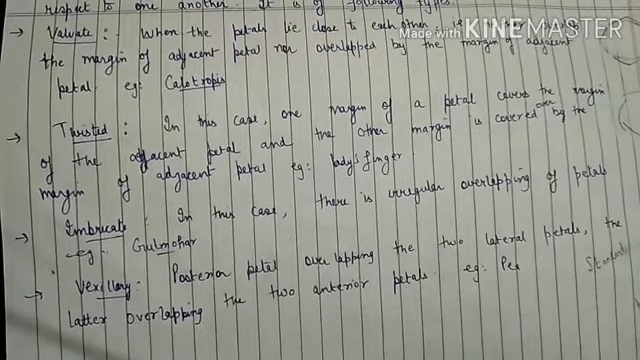 respect to one another. It is of following types.
Made with KINEMASTER
→ Valvate : When the petals lie close to each other
the margin of adjacent petal non overlapped by the margin of adjacent
petal. eg: Calotropis
→ Twisted : In this case, one margin of a petal covers the margin
of the adjacent petal and the other margin is covered over by the
margin of adjacent petal eg: lady's finger
→ Imbricate : In this case, there is irregular overlapping of petals
eg: Gulmohar
→ Vexillary : Posterior petal overlapping the two lateral petals, the
latter overlapping the two anterior petals. eg: Pea